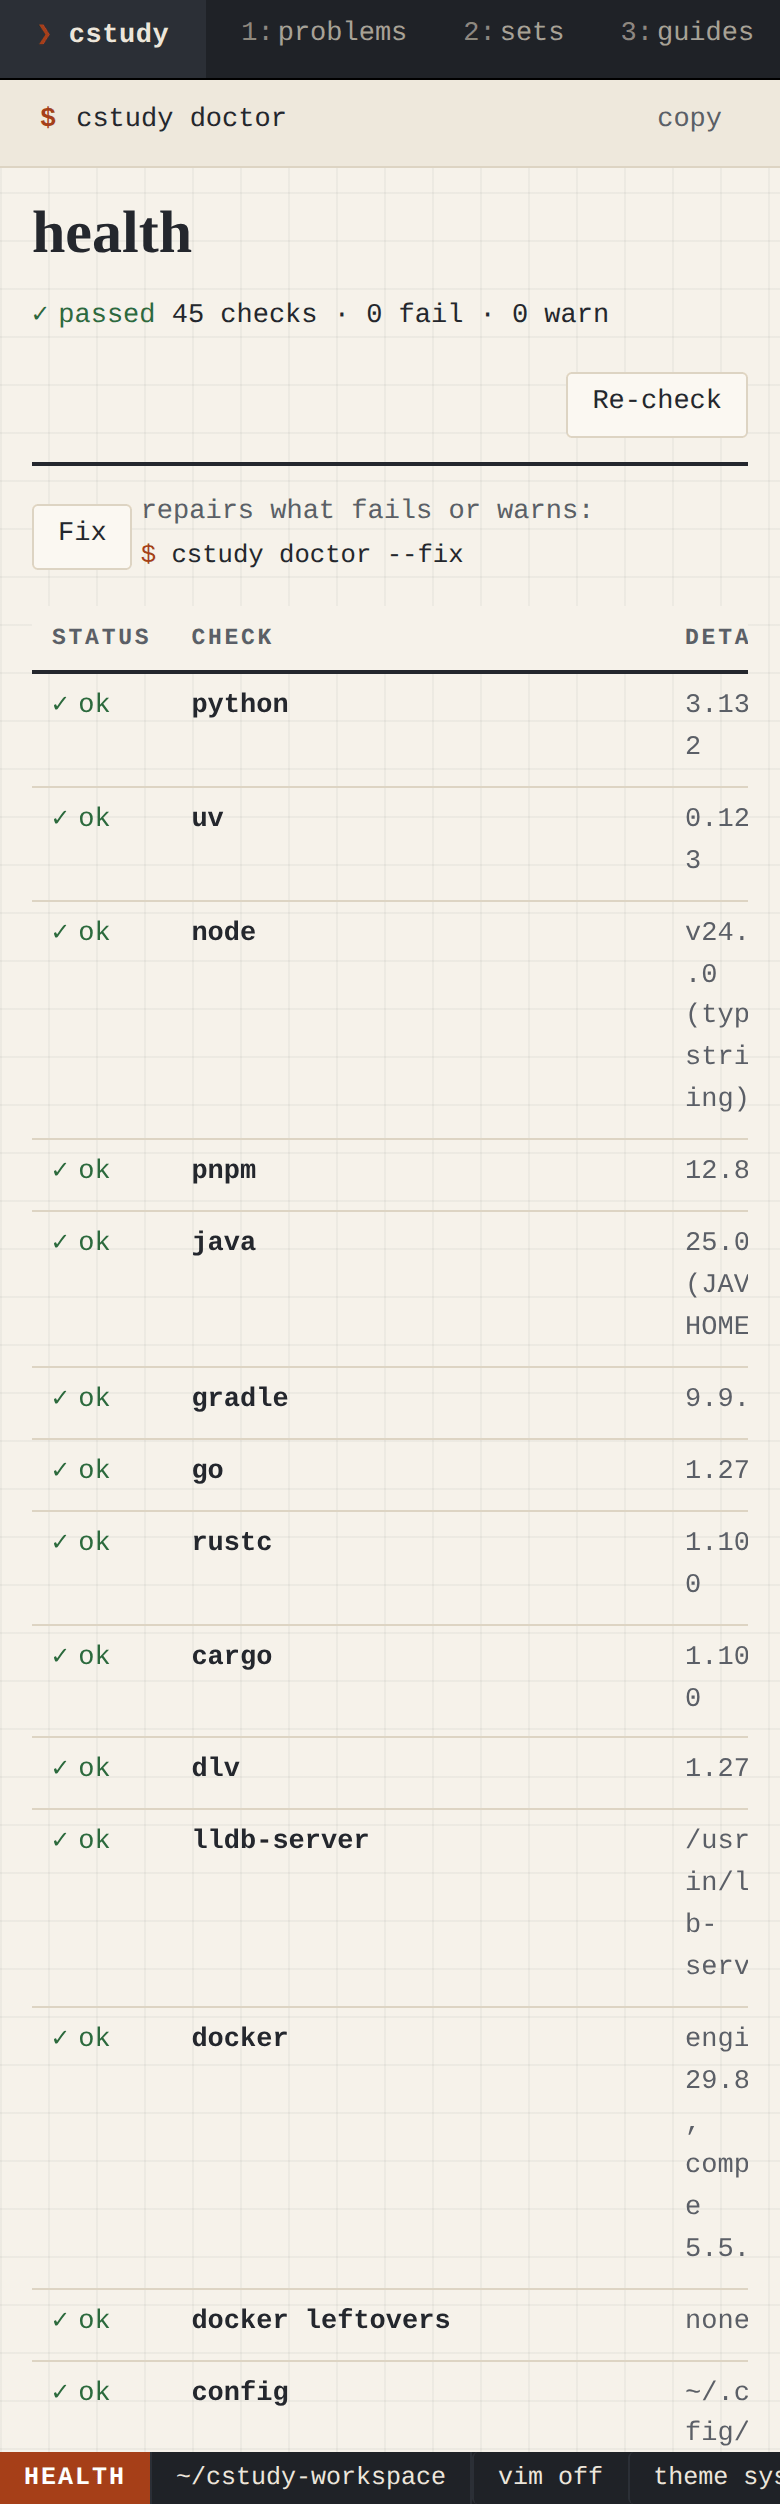 ❯ cstudy 1:problems 2:sets 3:guides
$ cstudy doctor copy
health
✓ passed 45 checks · 0 fail · 0 warn
Re-check
Fix repairs what fails or warns:
$ cstudy doctor --fix
STATUS CHECK DETA
✓ ok python 3.13
2
✓ ok uv 0.12
3
✓ ok node v24.
.0
(typ
stri
ing)
✓ ok pnpm 12.8
✓ ok java 25.0
(JAV
HOME
✓ ok gradle 9.9.
✓ ok go 1.27
✓ ok rustc 1.10
0
✓ ok cargo 1.10
0
✓ ok dlv 1.27
✓ ok lldb-server /usr
in/l
b-
serv
✓ ok docker engi
29.8
,
comp
e
5.5.
✓ ok docker leftovers none
✓ ok config ~/.c
fig/
HEALTH ~/cstudy-workspace vim off theme sys